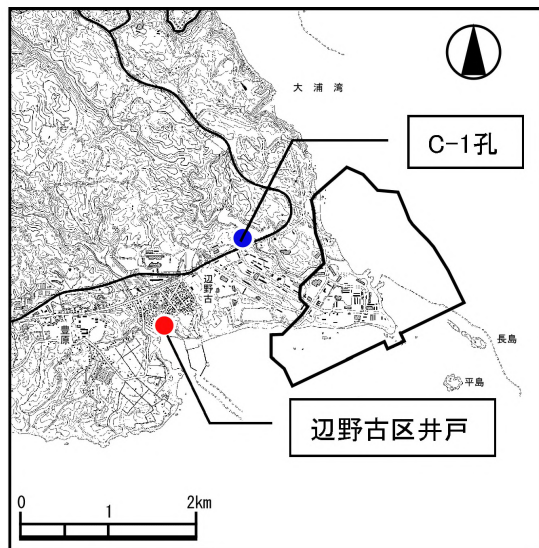 大浦湾
C-1孔
辺野古
豊原
長島
平島
辺野古区井戸
0 1 2km